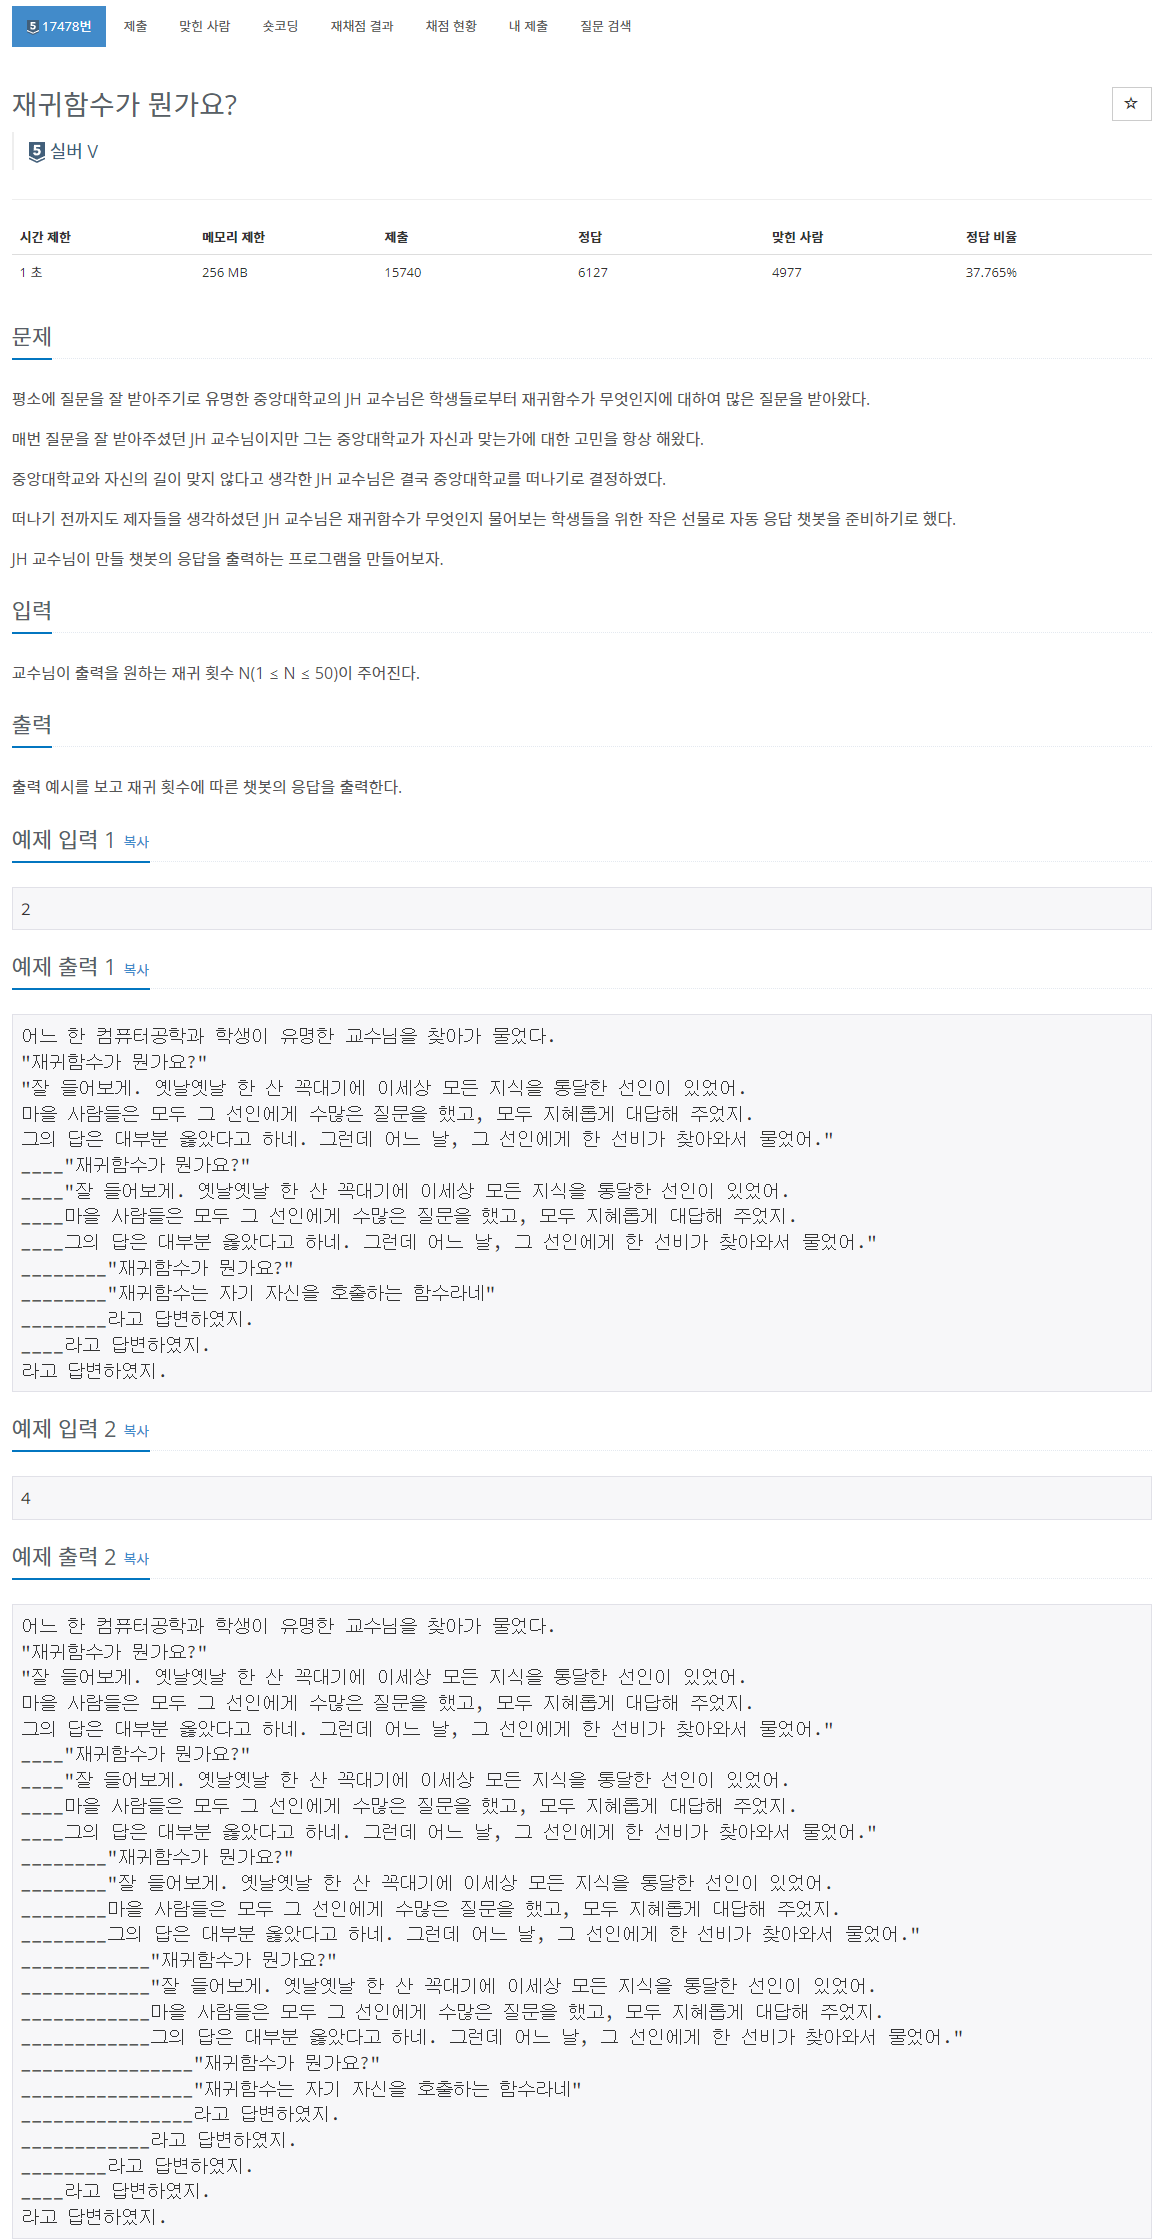 5 17478번 제출 맞힌 사람 숏코딩 재채점 결과 채점 현황 내 제출 질문 검색
재귀함수가 뭔가요?
☆
5 실버 V
시간 제한 메모리 제한 제출 정답 맞힌 사람 정답 비율
1 초 256 MB 15740 6127 4977 37.765%
문제
평소에 질문을 잘 받아주기로 유명한 중앙대학교의 JH 교수님은 학생들로부터 재귀함수가 무엇인지에 대하여 많은 질문을 받아왔다.
매번 질문을 잘 받아주셨던 JH 교수님이지만 그는 중앙대학교가 자신과 맞는가에 대한 고민을 항상 해왔다.
중앙대학교와 자신의 길이 맞지 않다고 생각한 JH 교수님은 결국 중앙대학교를 떠나기로 결정하였다.
떠나기 전까지도 제자들을 생각하셨던 JH 교수님은 재귀함수가 무엇인지 물어보는 학생들을 위한 작은 선물로 자동 응답 챗봇을 준비하기로 했다.
JH 교수님이 만들 챗봇의 응답을 출력하는 프로그램을 만들어보자.
입력
교수님이 출력을 원하는 재귀 횟수 N(1 ≤ N ≤ 50)이 주어진다.
출력
출력 예시를 보고 재귀 횟수에 따른 챗봇의 응답을 출력한다.
예제 입력 1 복사
2
예제 출력 1 복사
어느 한 컴퓨터공학과 학생이 유명한 교수님을 찾아가 물었다.
"재귀함수가 뭔가요?"
"잘 들어보게. 옛날옛날 한 산 꼭대기에 이세상 모든 지식을 통달한 선인이 있었어.
마을 사람들은 모두 그 선인에게 수많은 질문을 했고, 모두 지혜롭게 대답해 주었지.
그의 답은 대부분 옳았다고 하네. 그런데 어느 날, 그 선인에게 한 선비가 찾아와서 물었어."
____"재귀함수가 뭔가요?"
____"잘 들어보게. 옛날옛날 한 산 꼭대기에 이세상 모든 지식을 통달한 선인이 있었어.
____마을 사람들은 모두 그 선인에게 수많은 질문을 했고, 모두 지혜롭게 대답해 주었지.
____그의 답은 대부분 옳았다고 하네. 그런데 어느 날, 그 선인에게 한 선비가 찾아와서 물었어."
________"재귀함수가 뭔가요?"
________"재귀함수는 자기 자신을 호출하는 함수라네"
________라고 답변하였지.
____라고 답변하였지.
라고 답변하였지.
예제 입력 2 복사
4
예제 출력 2 복사
어느 한 컴퓨터공학과 학생이 유명한 교수님을 찾아가 물었다.
"재귀함수가 뭔가요?"
"잘 들어보게. 옛날옛날 한 산 꼭대기에 이세상 모든 지식을 통달한 선인이 있었어.
마을 사람들은 모두 그 선인에게 수많은 질문을 했고, 모두 지혜롭게 대답해 주었지.
그의 답은 대부분 옳았다고 하네. 그런데 어느 날, 그 선인에게 한 선비가 찾아와서 물었어."
____"재귀함수가 뭔가요?"
____"잘 들어보게. 옛날옛날 한 산 꼭대기에 이세상 모든 지식을 통달한 선인이 있었어.
____마을 사람들은 모두 그 선인에게 수많은 질문을 했고, 모두 지혜롭게 대답해 주었지.
____그의 답은 대부분 옳았다고 하네. 그런데 어느 날, 그 선인에게 한 선비가 찾아와서 물었어."
________"재귀함수가 뭔가요?"
________"잘 들어보게. 옛날옛날 한 산 꼭대기에 이세상 모든 지식을 통달한 선인이 있었어.
________마을 사람들은 모두 그 선인에게 수많은 질문을 했고, 모두 지혜롭게 대답해 주었지.
________그의 답은 대부분 옳았다고 하네. 그런데 어느 날, 그 선인에게 한 선비가 찾아와서 물었어."
____________"재귀함수가 뭔가요?"
____________"잘 들어보게. 옛날옛날 한 산 꼭대기에 이세상 모든 지식을 통달한 선인이 있었어.
____________마을 사람들은 모두 그 선인에게 수많은 질문을 했고, 모두 지혜롭게 대답해 주었지.
____________그의 답은 대부분 옳았다고 하네. 그런데 어느 날, 그 선인에게 한 선비가 찾아와서 물었어."
________________"재귀함수가 뭔가요?"
________________"재귀함수는 자기 자신을 호출하는 함수라네"
________________라고 답변하였지.
____________라고 답변하였지.
________라고 답변하였지.
____라고 답변하였지.
라고 답변하였지.